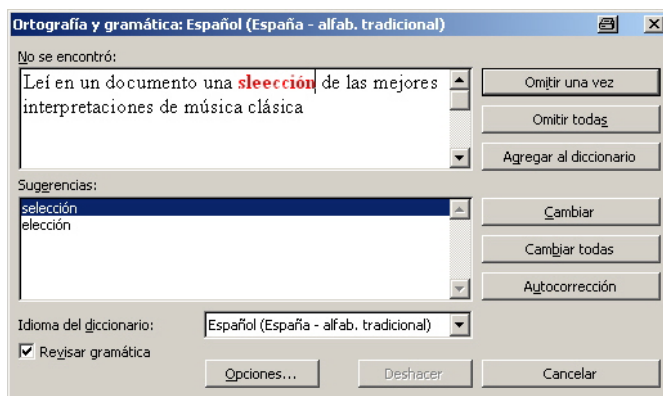 Ortografía y gramática: Español (España - alfab. tradicional)
No se encontró:
Leí en un documento una sleección de las mejores
interpretaciones de música clásica
Omitir una vez
Omitir todas
Agregar al diccionario
Sugerencias:
selección
elección
Cambiar
Cambiar todas
Autocorrección
Idioma del diccionario:
Español (España - alfab. tradicional)
Revisar gramática
Opciones...
Deshacer
Cancelar